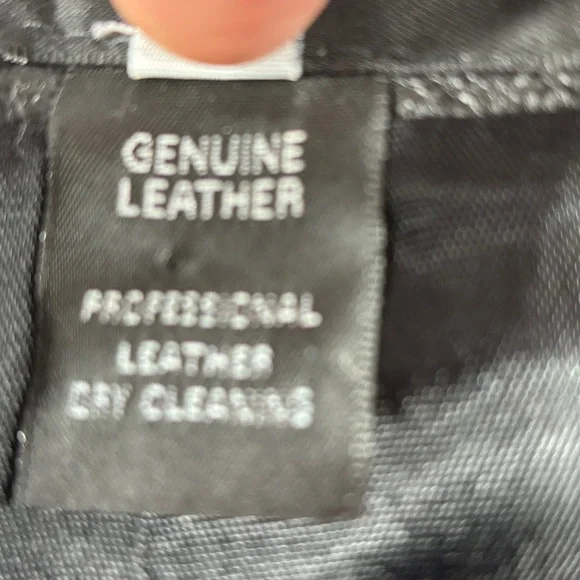 GENUINE
LEATHER
PROFESSIONAL
LEATHER
DRY CLEANING